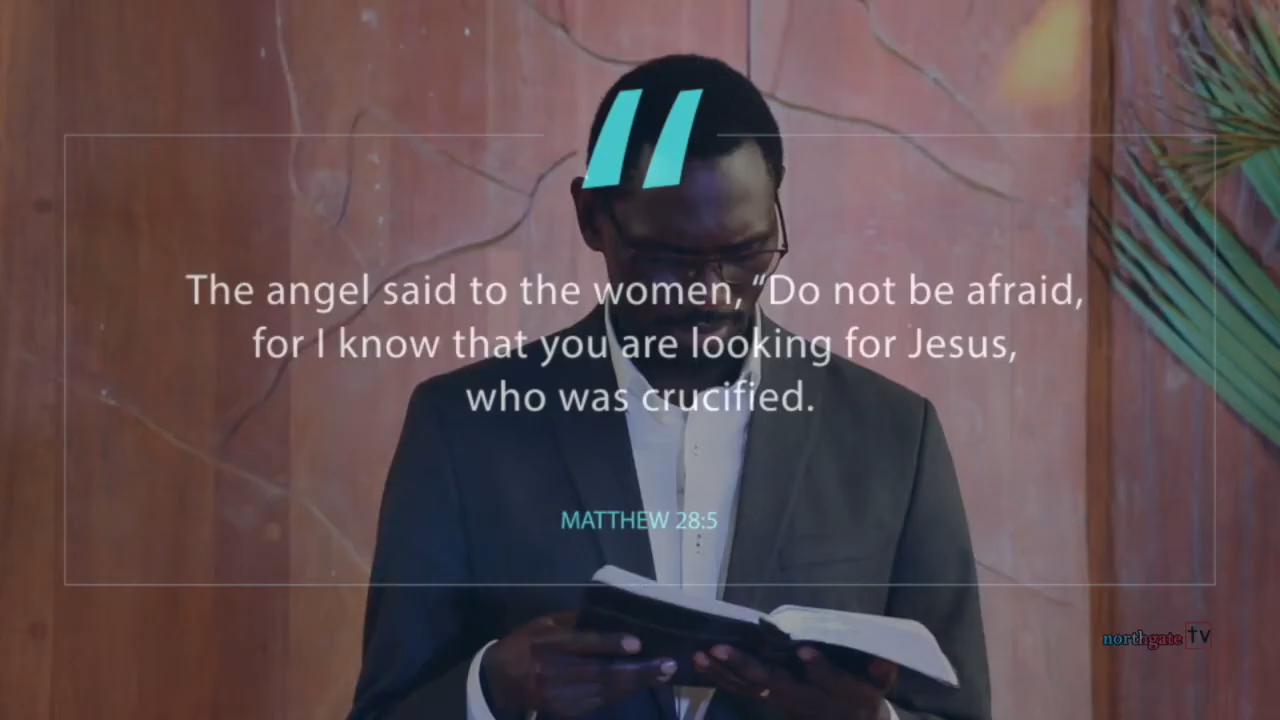 The angel said to the women, “Do not be afraid,
for I know that you are looking for Jesus,
who was crucified.
MATTHEW 28:5
northgate TV